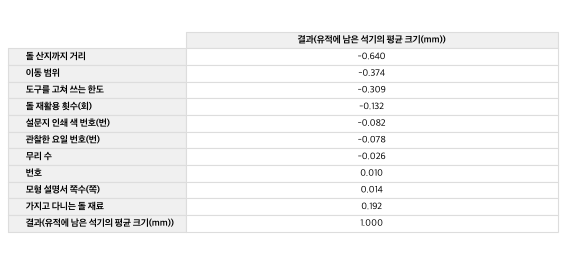 결과(유적에 남은 석기의 평균 크기(mm))
돌 산지까지 거리 -0.640
이동 범위 -0.374
도구를 고쳐 쓰는 한도 -0.309
돌 재활용 횟수(회) -0.132
설문지 인쇄 색 번호(번) -0.082
관찰한 요일 번호(번) -0.078
무리 수 -0.026
번호 0.010
모형 설명서 쪽수(쪽) 0.014
가지고 다니는 돌 재료 0.192
결과(유적에 남은 석기의 평균 크기(mm)) 1.000